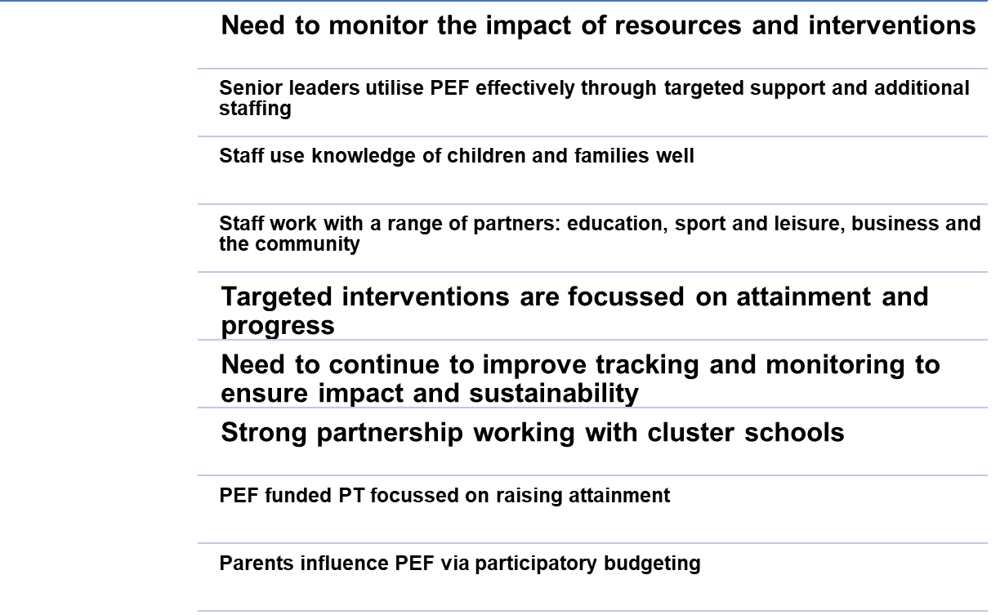 Need to monitor the impact of resources and interventions
Senior leaders utilise PEF effectively through targeted support and additional
staffing
Staff use knowledge of children and families well
Staff work with a range of partners: education, sport and leisure, business and
the community
Targeted interventions are focussed on attainment and
progress
Need to continue to improve tracking and monitoring to
ensure impact and sustainability
Strong partnership working with cluster schools
PEF funded PT focussed on raising attainment
Parents influence PEF via participatory budgeting